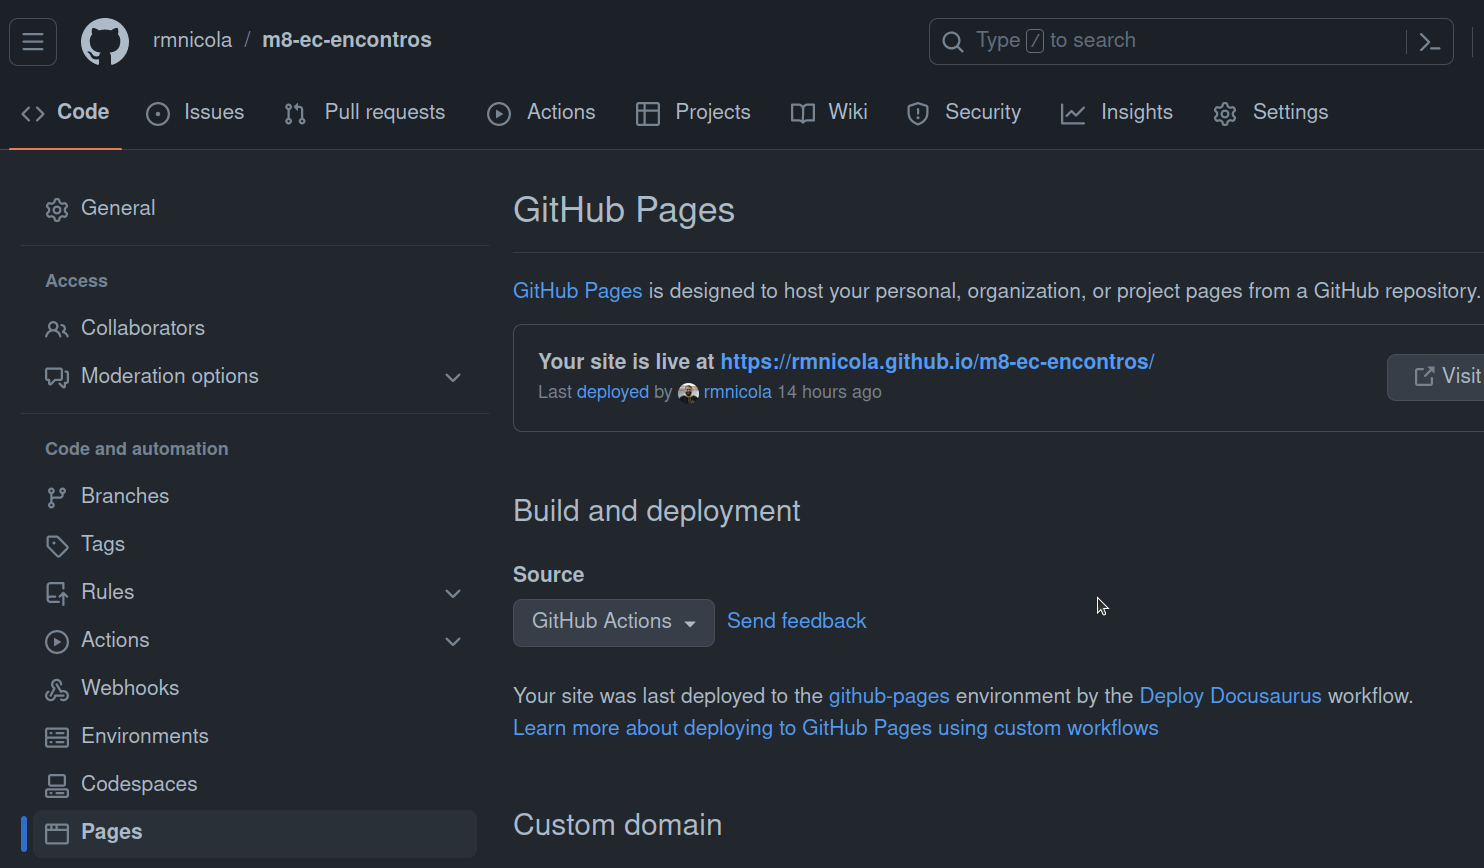 rmnicola / m8-ec-encontros
Type / to search
Code Issues Pull requests Actions Projects Wiki Security Insights Settings
General
Access
Collaborators
Moderation options
Code and automation
Branches
Tags
Rules
Actions
Webhooks
Environments
Codespaces
Pages
GitHub Pages
GitHub Pages is designed to host your personal, organization, or project pages from a GitHub repository.
Your site is live at https://rmnicola.github.io/m8-ec-encontros/
Last deployed by rmnicola 14 hours ago
Visit
Build and deployment
Source
GitHub Actions Send feedback
Your site was last deployed to the github-pages environment by the Deploy Docusaurus workflow.
Learn more about deploying to GitHub Pages using custom workflows
Custom domain